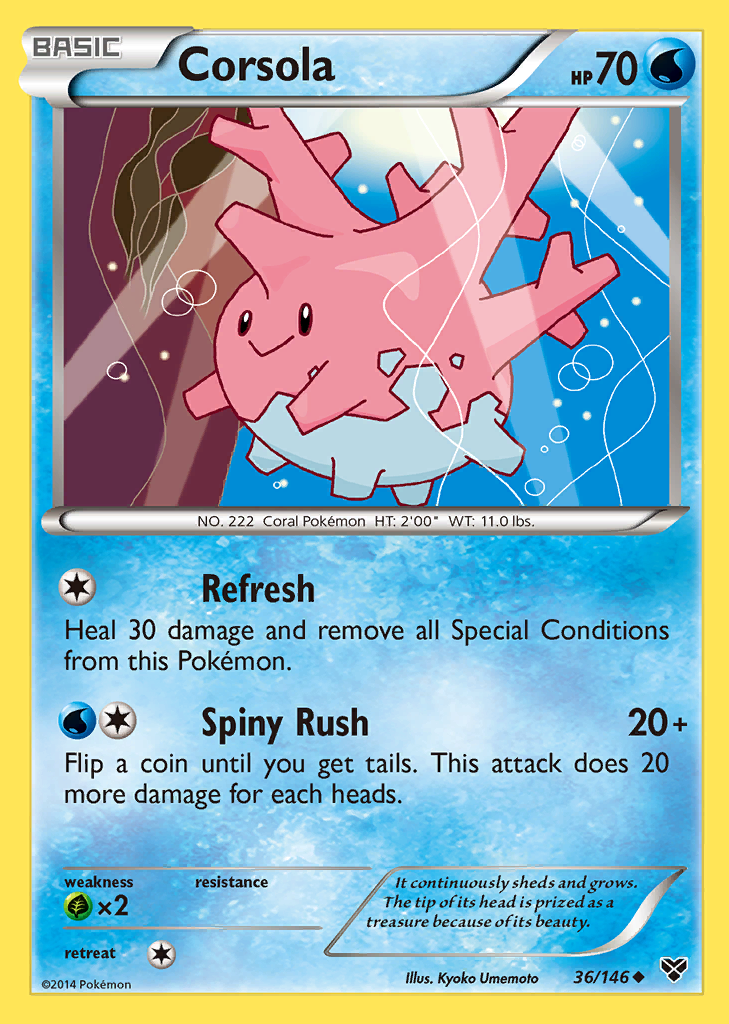 BASIC
Corsola
HP 70
NO. 222 Coral Pokémon HT: 2'00" WT: 11.0 lbs.
Refresh
Heal 30 damage and remove all Special Conditions
from this Pokémon.
Spiny Rush 20+
Flip a coin until you get tails. This attack does 20
more damage for each heads.
weakness
×2
resistance
retreat
It continuously sheds and grows.
The tip of its head is prized as a
treasure because of its beauty.
©2014 Pokémon
Illus. Kyoko Umemoto
36/146